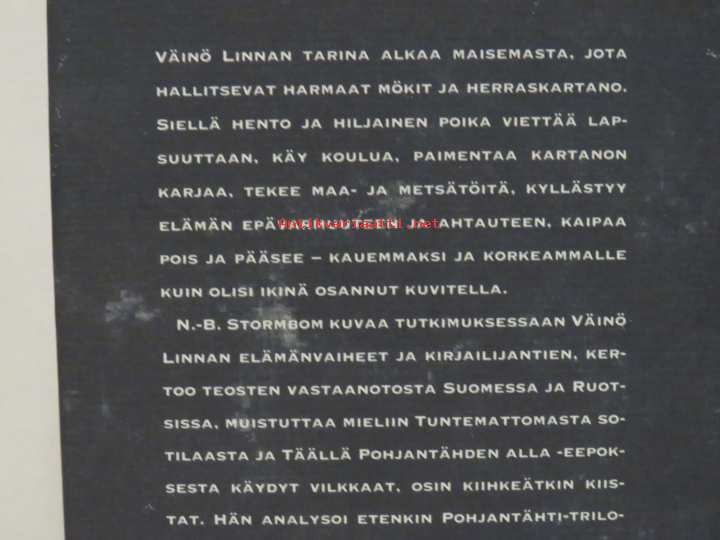 VÄINÖ LINNAN TARINA ALKAA MAISEMASTA, JOTA
HALLITSEVAT HARMAAT MÖKIT JA HERRASKARTANO.
SIELLÄ HENTO JA HILJAINEN POIKA VIETTÄÄ LAP-
SUUTTAAN, KÄY KOULUA, PAIMENTAA KARTANON
KARJAA, TEKEE MAA- JA METSÄTÖITÄ, KYLLÄSTYY
ELÄMÄN EPÄVARMUUTEEN JA AHTAUTEEN, KAIPAA
POIS JA PÄÄSEE – KAUEMMAKSI JA KORKEAMMALLE
KUIN OLISI IKINÄ OSANNUT KUVITELLA.
N.-B. STORMBOM KUVAA TUTKIMUKSESSAAN VÄINÖ
LINNAN ELÄMÄNVAIHEET JA KIRJAILIJANTIEN, KER-
TOO TEOSTEN VASTAANOTOSTA SUOMESSA JA RUOT-
SISSA, MUISTUTTAA MIELIIN TUNTEMATTOMASTA SO-
TILAASTA JA TÄÄLLÄ POHJANTÄHDEN ALLA -EEPOK-
SESTA KÄYDYT VILKKAAT, OSIN KIIHKEÄTKIN KIIS-
TAT. HÄN ANALYSOI ETENKIN POHJANTÄHTI-TRILO-